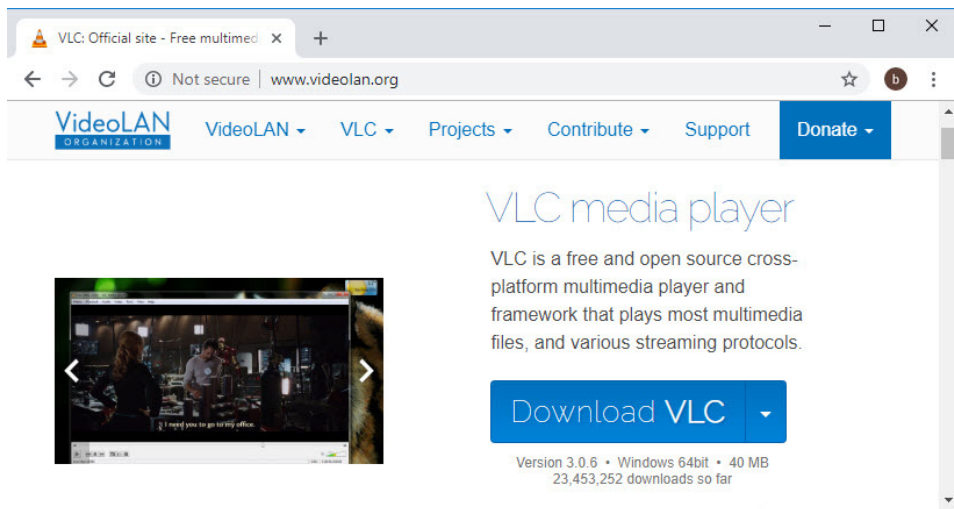 VLC: Official site - Free multimed
Not secure | www.videolan.org
b
VideoLAN
ORGANIZATION
VideoLAN
VLC
Projects
Contribute
Support
Donate
VLC media player
VLC is a free and open source cross-
platform multimedia player and
framework that plays most multimedia
files, and various streaming protocols.
I need you to go to my office.
Download VLC
Version 3.0.6 • Windows 64bit • 40 MB
23,453,252 downloads so far